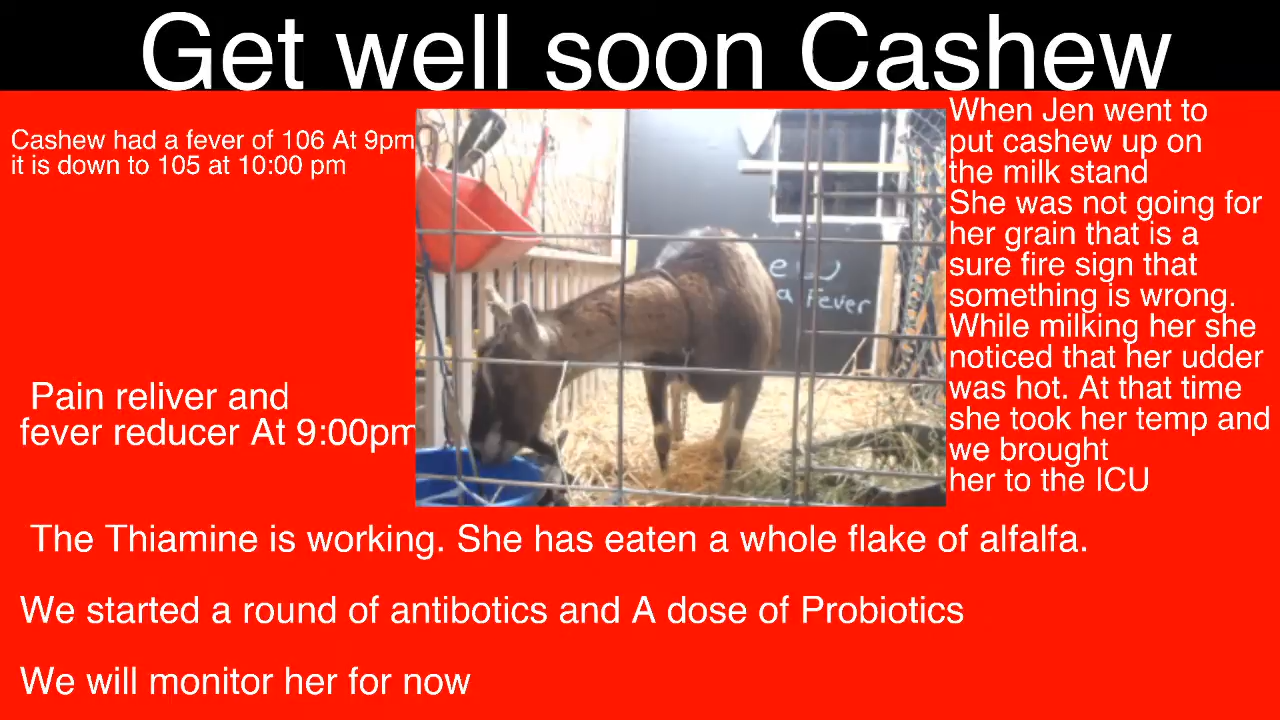 Get well soon Cashew
Cashew had a fever of 106 At 9pm
it is down to 105 at 10:00 pm
Pain reliver and
fever reducer At 9:00pm
When Jen went to
put cashew up on
the milk stand
She was not going for
her grain that is a
sure fire sign that
something is wrong.
While milking her she
noticed that her udder
was hot. At that time
she took her temp and
we brought
her to the ICU
a Fever
The Thiamine is working. She has eaten a whole flake of alfalfa.
We started a round of antibotics and A dose of Probiotics
We will monitor her for now